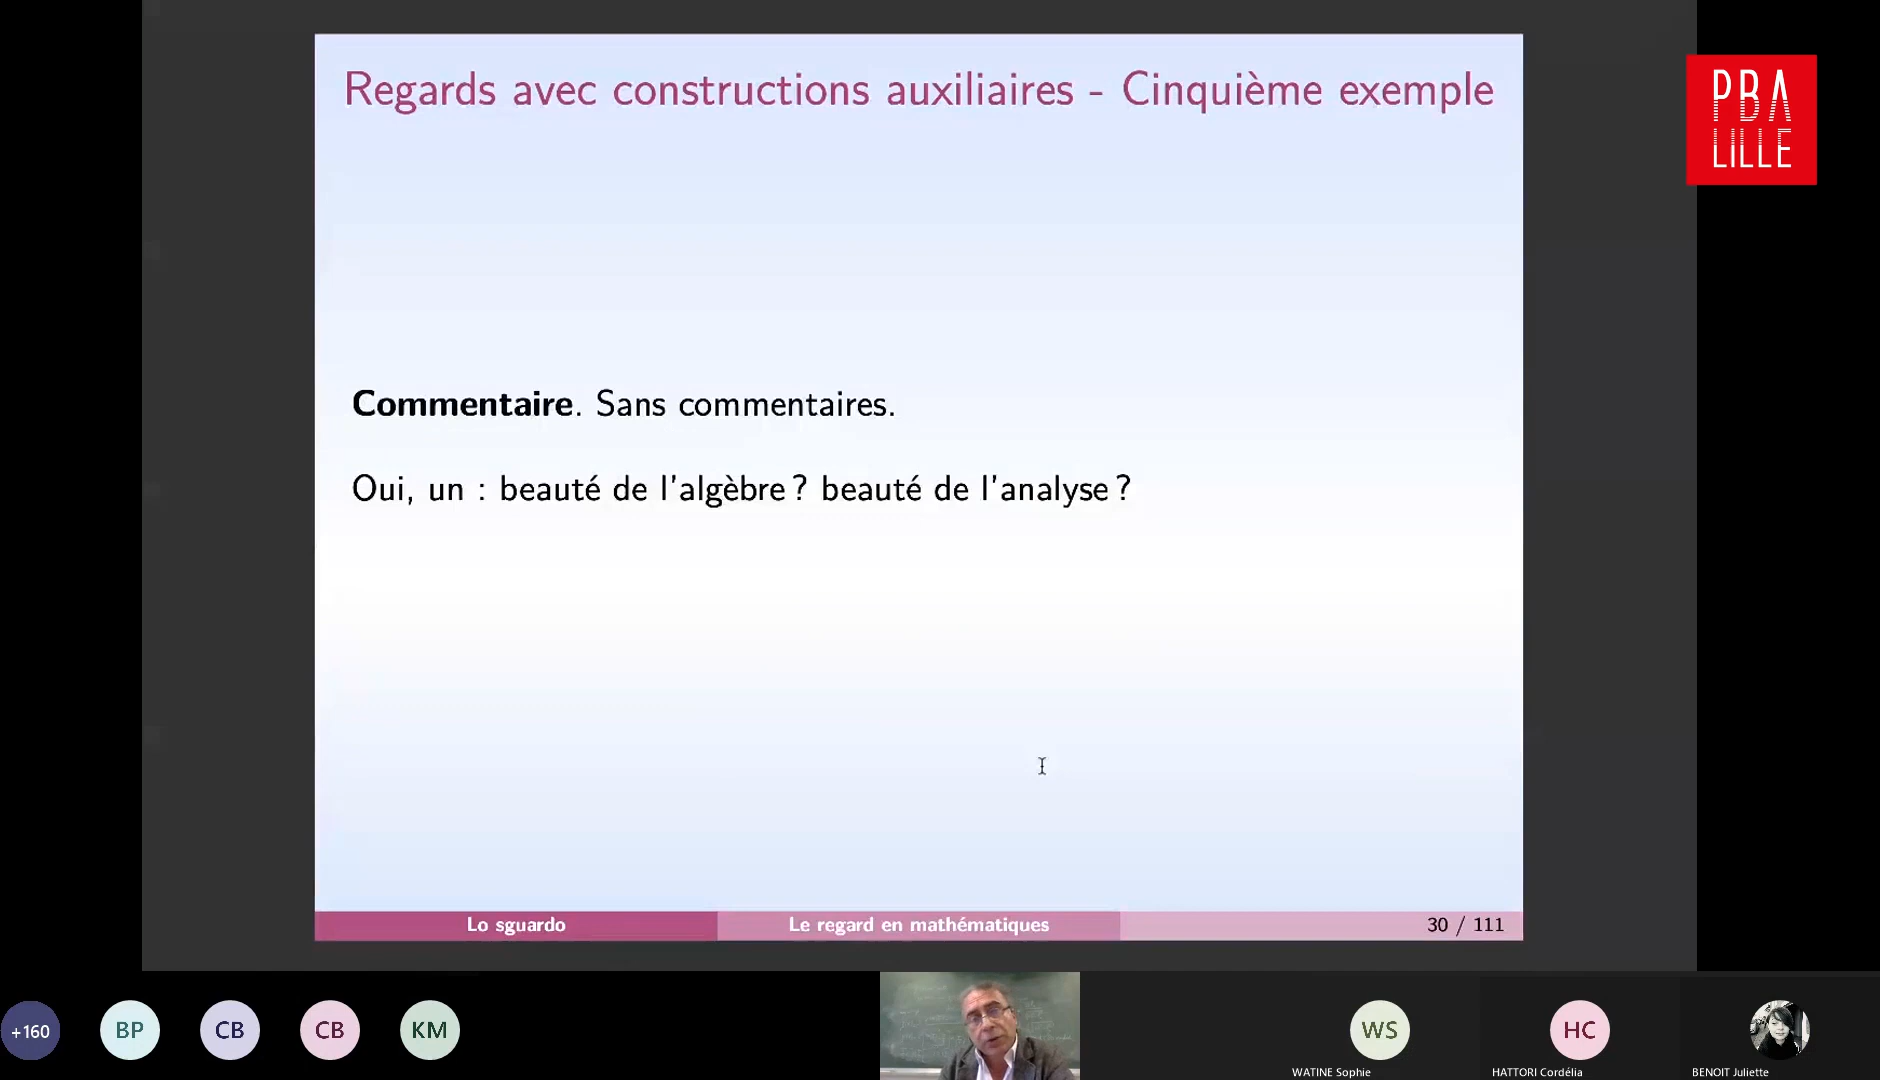 Regards avec constructions auxiliaires - Cinquième exemple
PBA
LILLE
Commentaire. Sans commentaires.
Oui, un : beauté de l'algèbre ? beauté de l'analyse ?
Lo sguardo
Le regard en mathématiques
30 / 111
+160
BP
CB
CB
KM
WS
HC
WATINE Sophie
HATTORI Cordélia
BENOIT Juliette